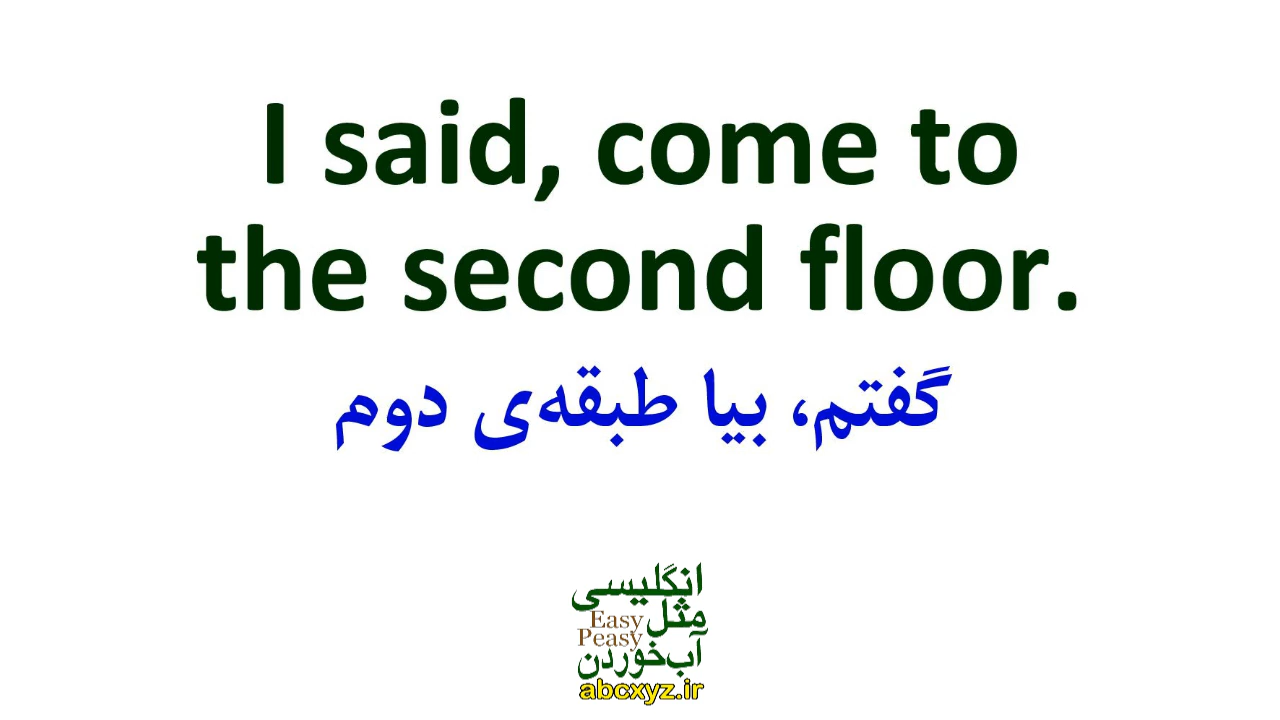 I said, come to
the second floor.
گفتم، بیا طبقه‌ی دوم
انگلیسی
مثل
Easy
Peasy
آب‌خوردن
abcxyz.ir